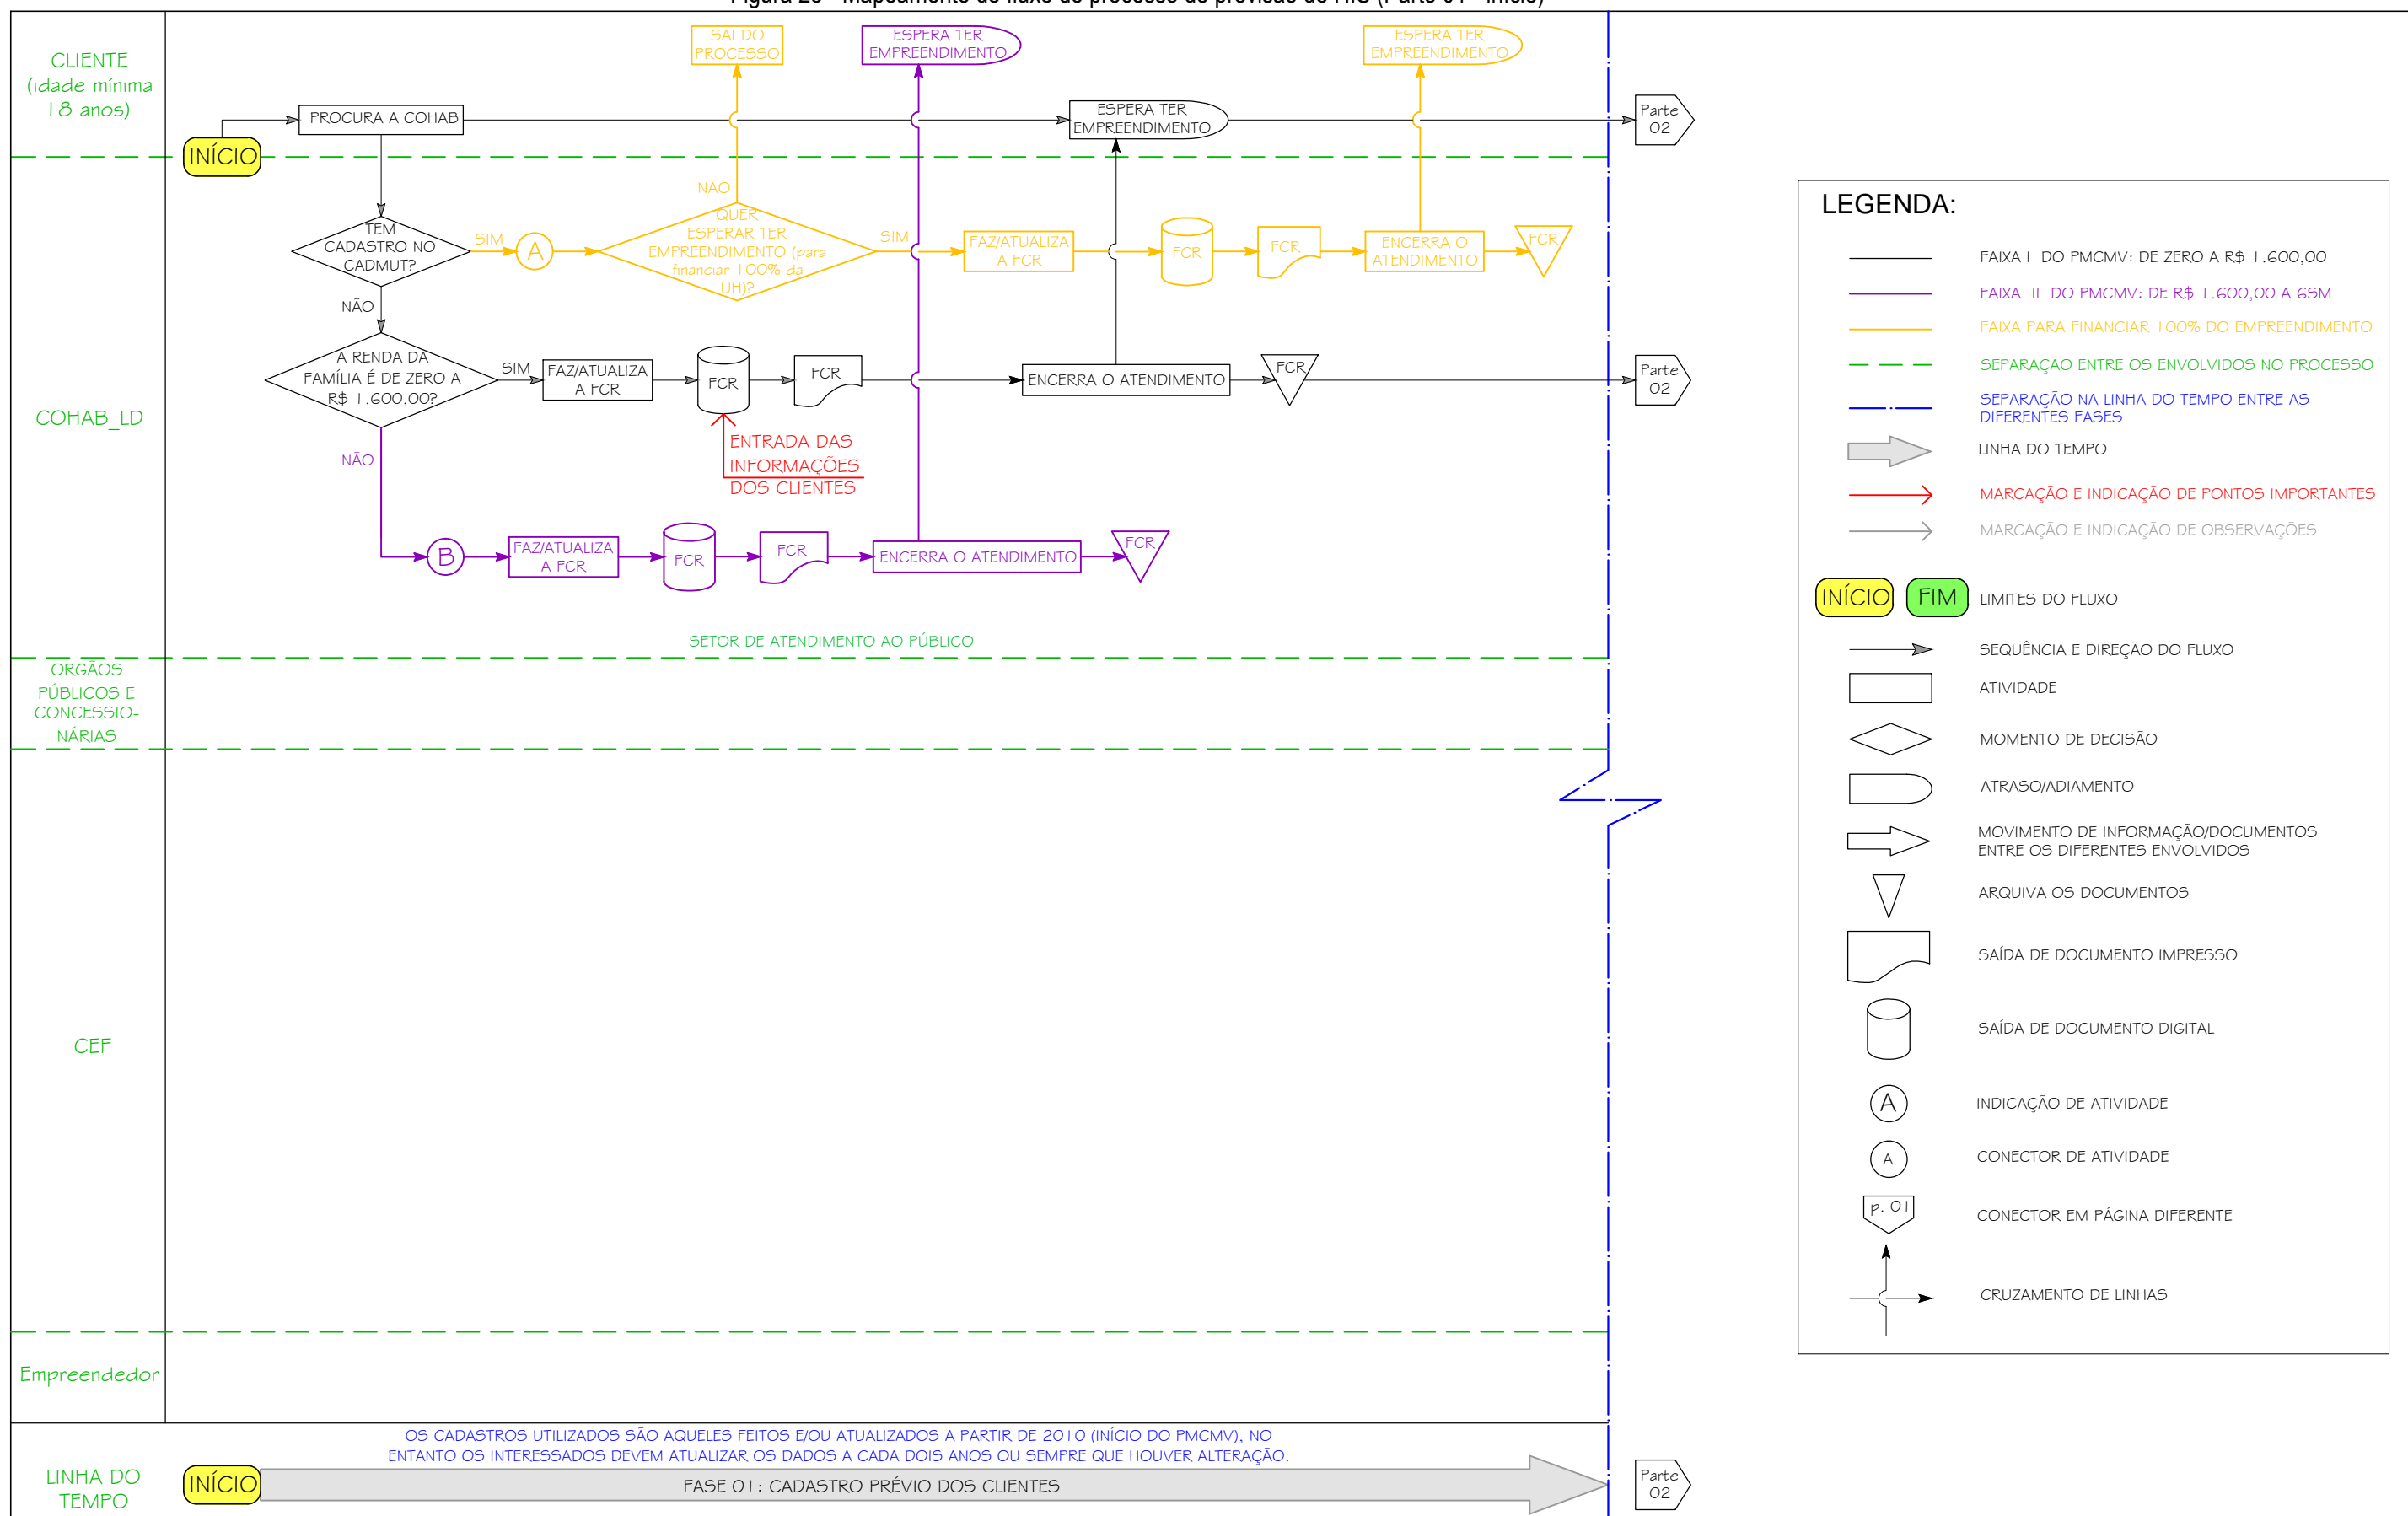 CLIENTE
(idade mínima
18 anos)
SAI DO
PROCESSO
ESPERA TER
EMPREENDIMENTO
ESPERA TER
EMPREENDIMENTO
PROCURA A COHAB
ESPERA TER
EMPREENDIMENTO
Parte
02
INÍCIO
COHAB_LD
TEM
CADASTRO NO
CADMUT?
SIM
A
NÃO
QUER
ESPERAR TER
EMPREENDIMENTO (para
financiar 100% da
UH)?
SIM
FAZ/ATUALIZA
A FCR
FCR
FCR
ENCERRA O
ATENDIMENTO
FCR
NÃO
A RENDA DA
FAMÍLIA É DE ZERO A
R$ 1.600,00?
SIM
FAZ/ATUALIZA
A FCR
FCR
FCR
ENCERRA O ATENDIMENTO
FCR
Parte
02
ENTRADA DAS
INFORMAÇÕES
DOS CLIENTES
NÃO
B
FAZ/ATUALIZA
A FCR
FCR
FCR
ENCERRA O ATENDIMENTO
FCR
SETOR DE ATENDIMENTO AO PÚBLICO
ORGÃOS
PÚBLICOS E
CONCESSIO-
NÁRIAS
CEF
Empreendedor
LINHA DO
TEMPO
OS CADASTROS UTILIZADOS SÃO AQUELES FEITOS E/OU ATUALIZADOS A PARTIR DE 2010 (INÍCIO DO PMCMV), NO
ENTANTO OS INTERESSADOS DEVEM ATUALIZAR OS DADOS A CADA DOIS ANOS OU SEMPRE QUE HOUVER ALTERAÇÃO.
INÍCIO
FASE 01: CADASTRO PRÉVIO DOS CLIENTES
Parte
02
LEGENDA:
FAIXA I DO PMCMV: DE ZERO A R$ 1.600,00
FAIXA II DO PMCMV: DE R$ 1.600,00 A 6SM
FAIXA PARA FINANCIAR 100% DO EMPREENDIMENTO
SEPARAÇÃO ENTRE OS ENVOLVIDOS NO PROCESSO
SEPARAÇÃO NA LINHA DO TEMPO ENTRE AS
DIFERENTES FASES
LINHA DO TEMPO
MARCAÇÃO E INDICAÇÃO DE PONTOS IMPORTANTES
MARCAÇÃO E INDICAÇÃO DE OBSERVAÇÕES
INÍCIO FIM LIMITES DO FLUXO
SEQUÊNCIA E DIREÇÃO DO FLUXO
ATIVIDADE
MOMENTO DE DECISÃO
ATRASO/ADIAMENTO
MOVIMENTO DE INFORMAÇÃO/DOCUMENTOS
ENTRE OS DIFERENTES ENVOLVIDOS
ARQUIVA OS DOCUMENTOS
SAÍDA DE DOCUMENTO IMPRESSO
SAÍDA DE DOCUMENTO DIGITAL
A INDICAÇÃO DE ATIVIDADE
A CONECTOR DE ATIVIDADE
p. 01 CONECTOR EM PÁGINA DIFERENTE
CRUZAMENTO DE LINHAS